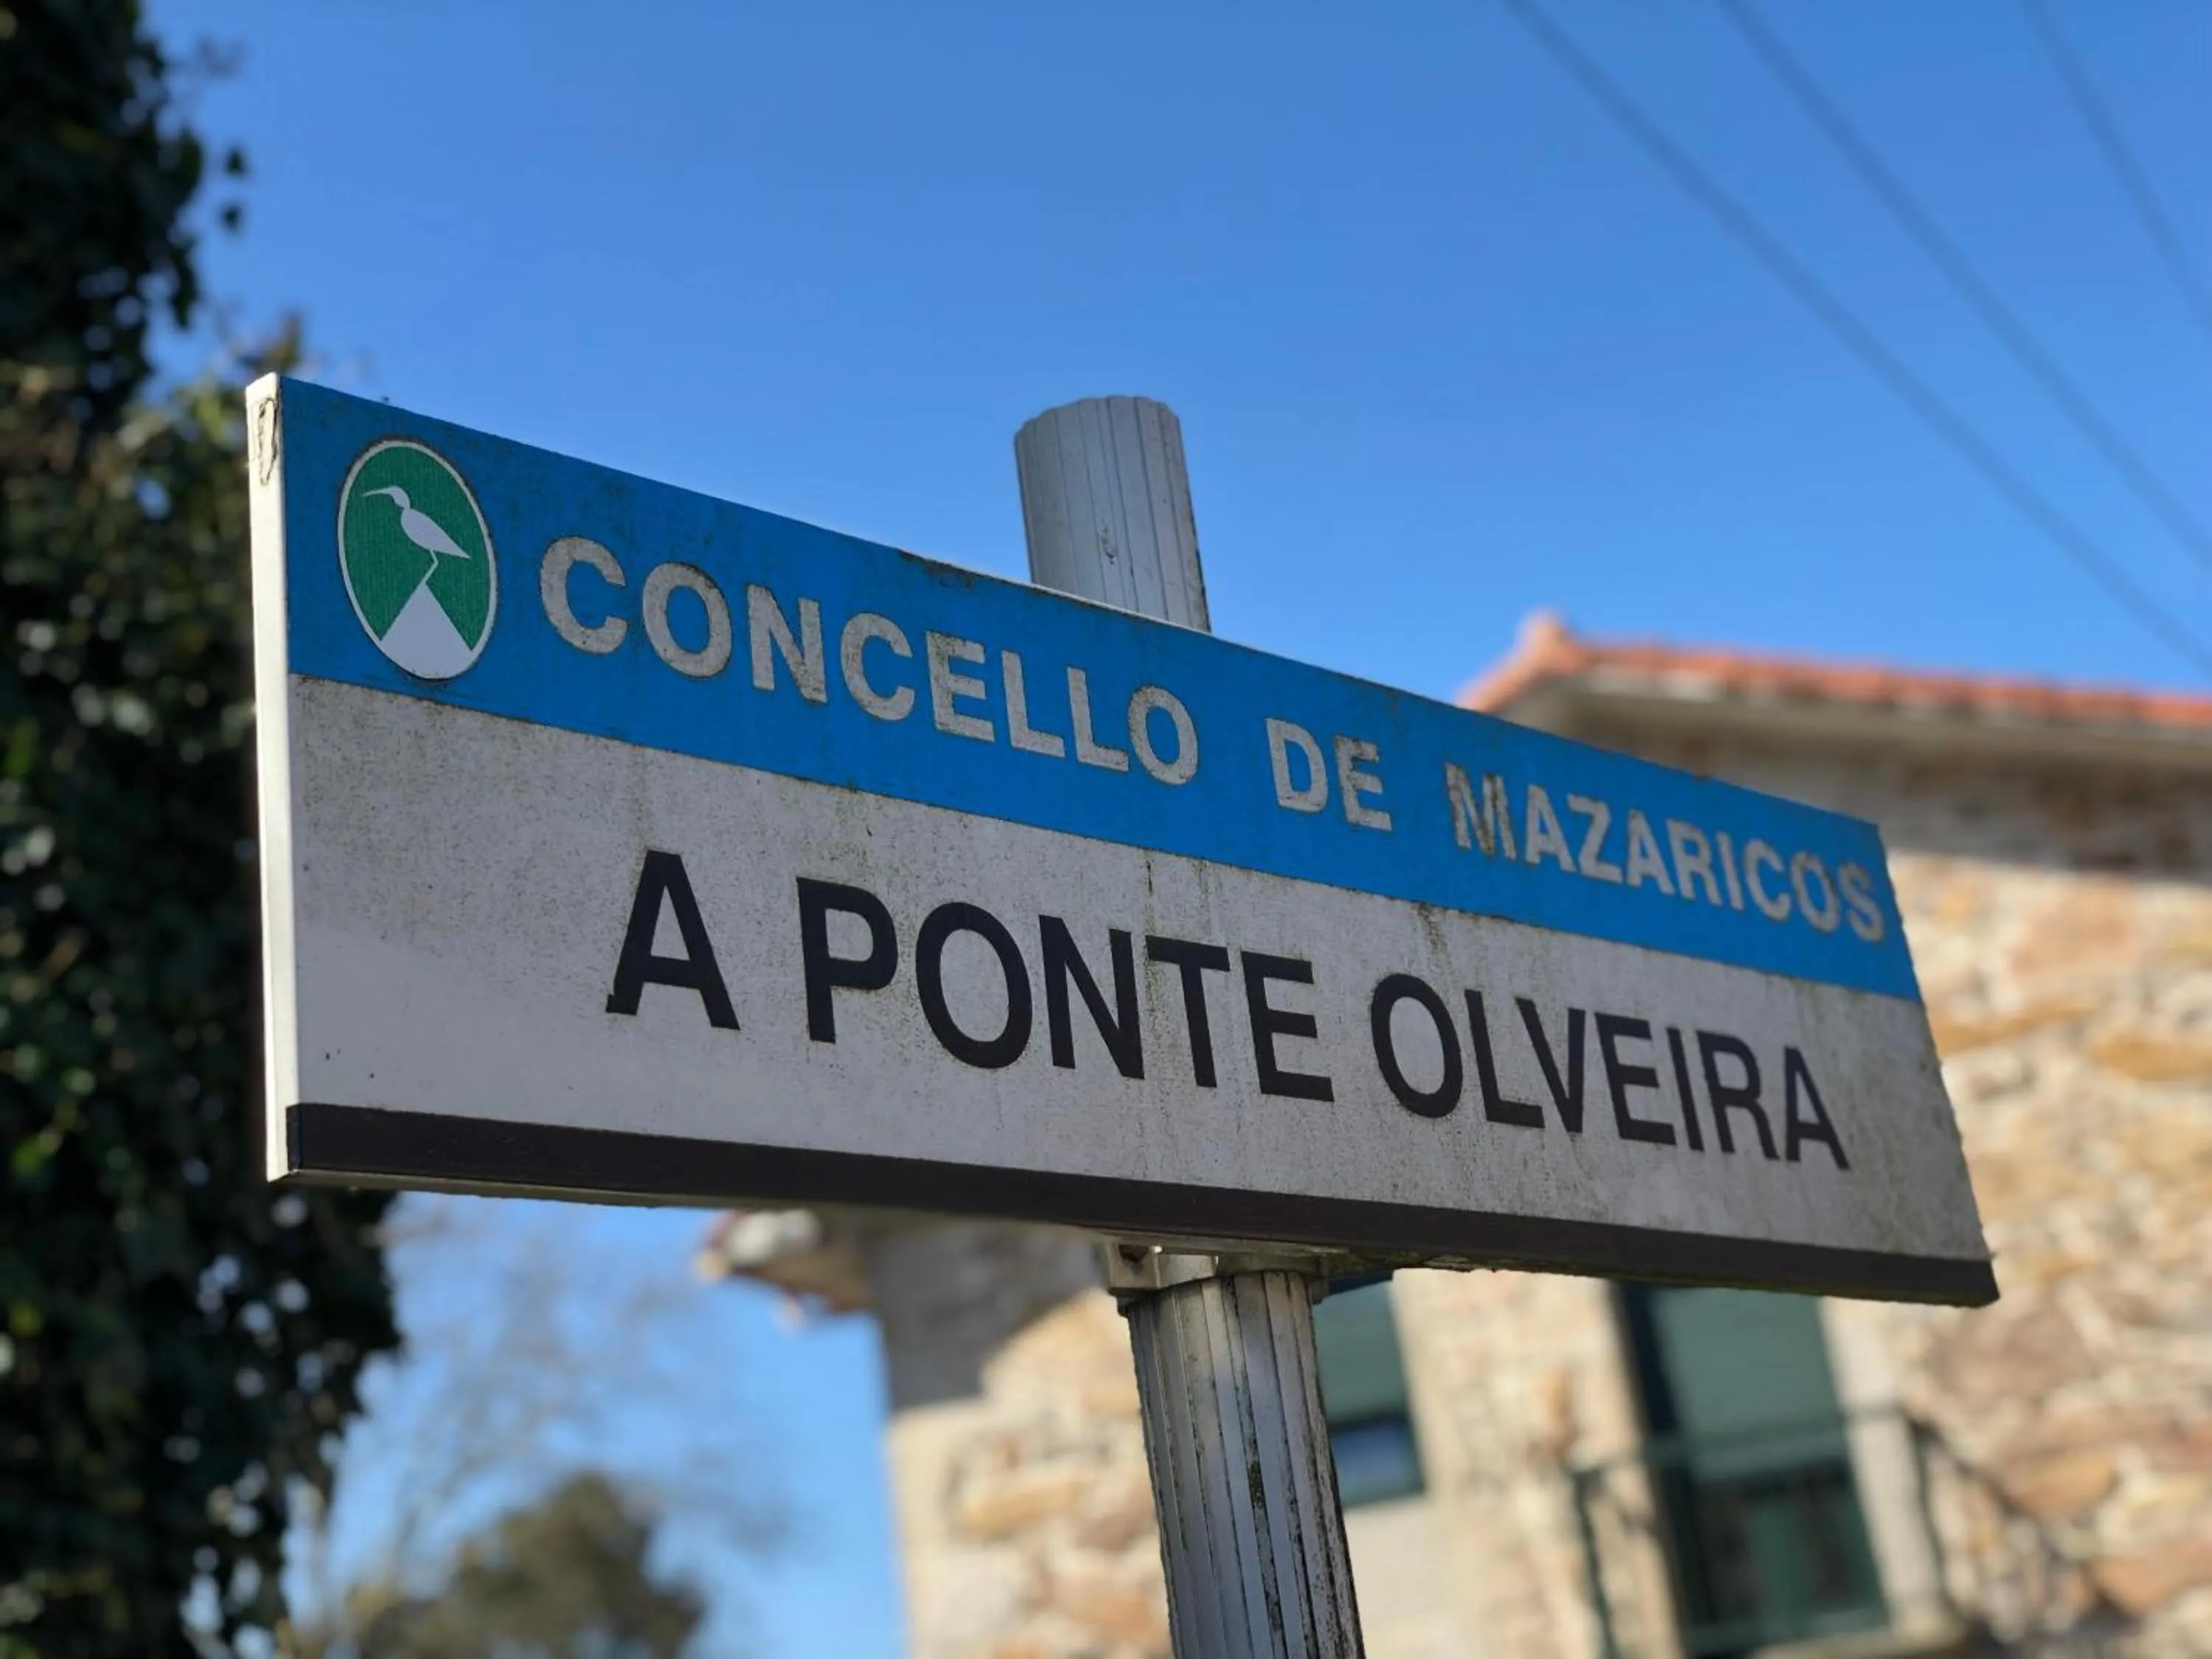 CONCELLO DE MAZARICOS
A PONTE OLVEIRA